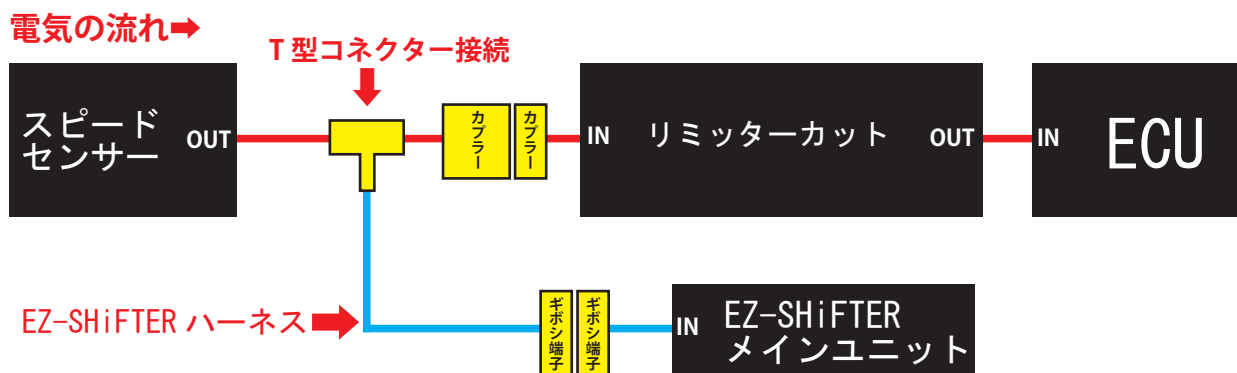 電気の流れ➡
T型コネクター接続
スピード
センサー
OUT
カプラー
カプラー
IN
リミッターカット
OUT
IN
ECU
EZ-SHiFTER ハーネス
ギボシ端子
ギボシ端子
IN
EZ-SHiFTER
メインユニット